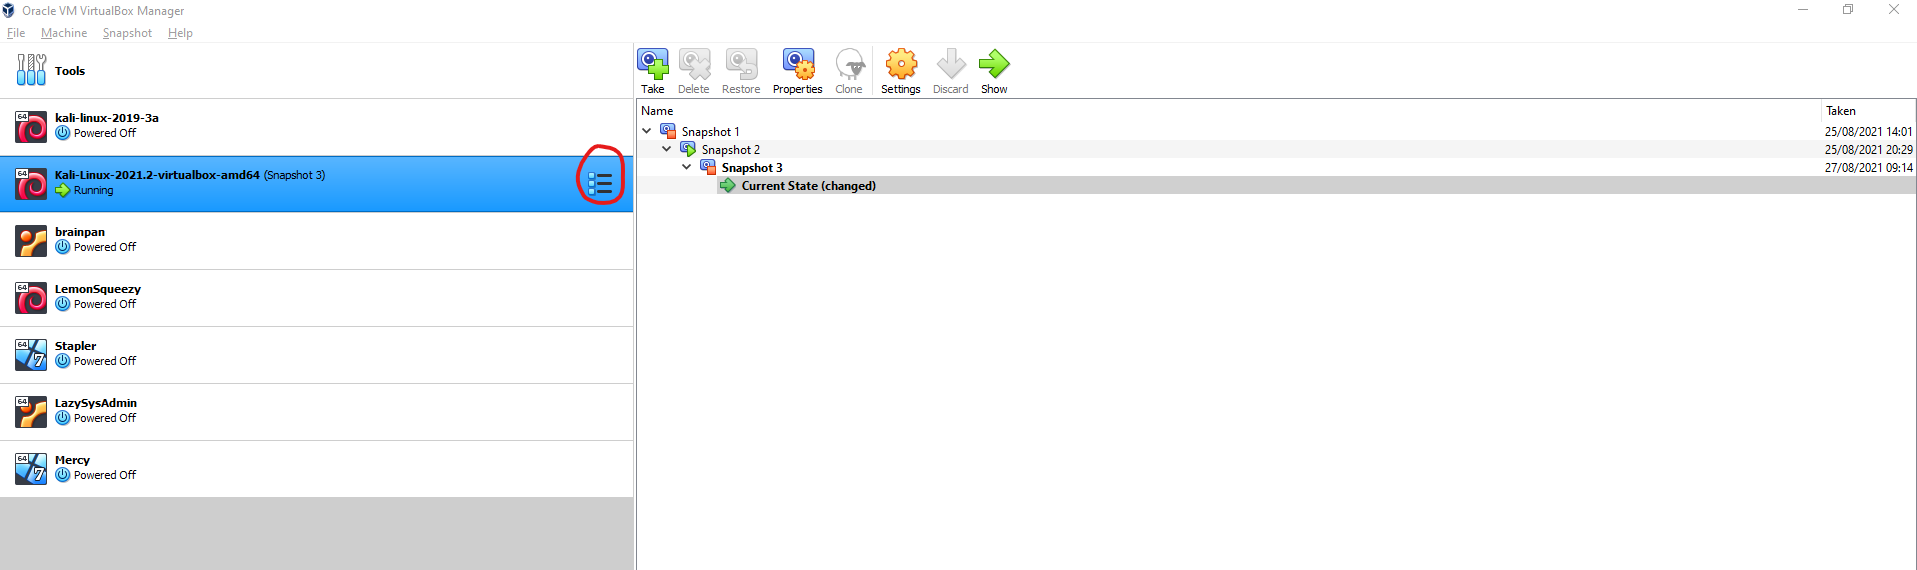 Oracle VM VirtualBox Manager
File Machine Snapshot Help
Tools
kali-linux-2019-3a
Powered Off
Kali-Linux-2021.2-virtualbox-amd64 (Snapshot 3)
Running
brainpan
Powered Off
LemonSqueezy
Powered Off
Stapler
Powered Off
LazySysAdmin
Powered Off
Mercy
Powered Off
Take Delete Restore Properties Clone Settings Discard Show
Name Taken
Snapshot 1 25/08/2021 14:01
Snapshot 2 25/08/2021 20:29
Snapshot 3 27/08/2021 09:14
Current State (changed)
64
64
64
64
64
64
7
7